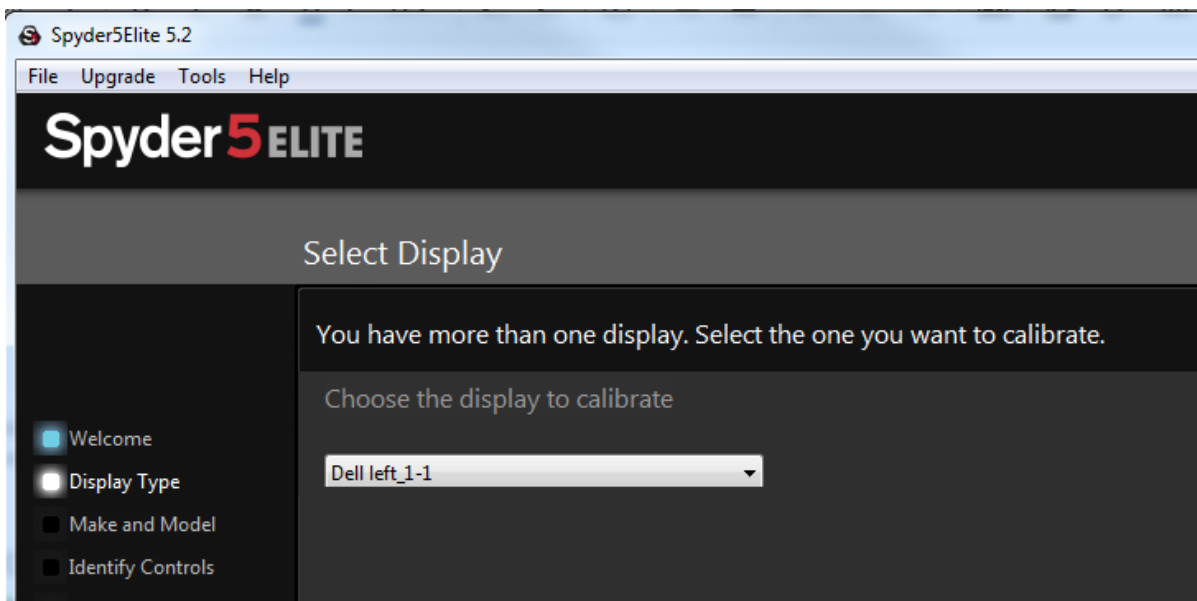 Spyder5Elite 5.2
File Upgrade Tools Help
Spyder5ELITE
Select Display
You have more than one display. Select the one you want to calibrate.
Choose the display to calibrate
Dell left_1-1
Welcome
Display Type
Make and Model
Identify Controls